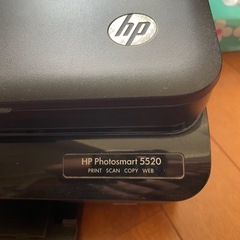 hp
HP Photosmart 5520
PRINT SCAN COPY WEB